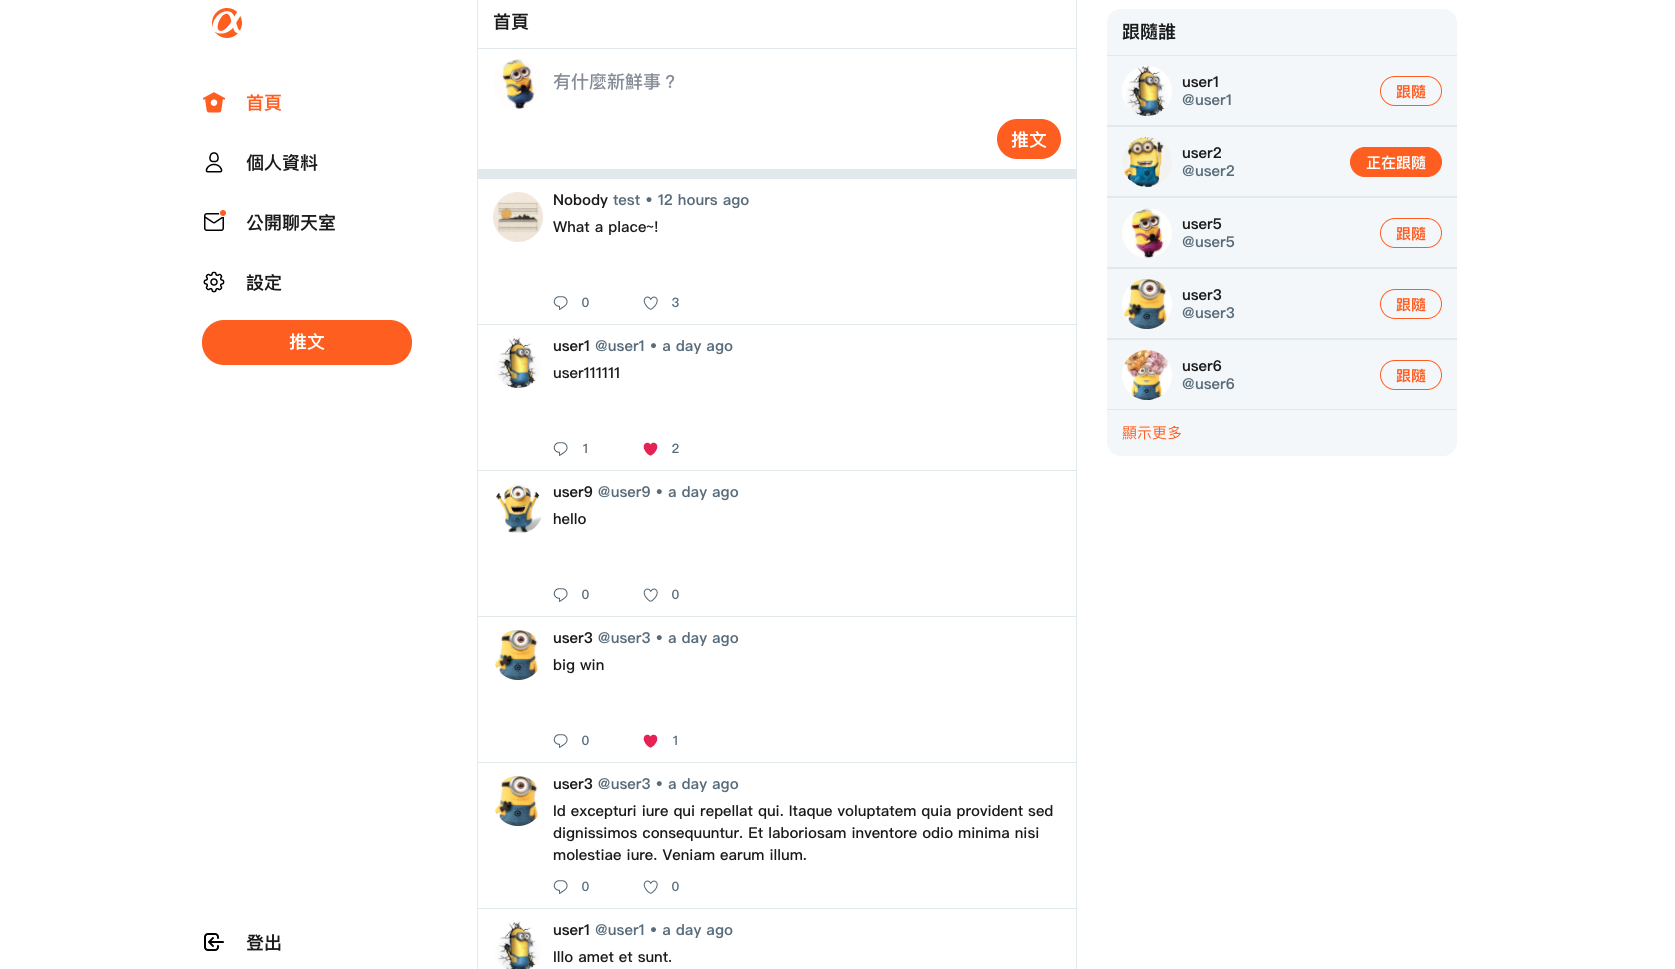 首頁
個人資料
公開聊天室
設定
推文
登出
首頁
有什麼新鮮事？
推文
Nobody test • 12 hours ago
What a place~!
0 3
user1 @user1 • a day ago
user111111
1 2
user9 @user9 • a day ago
hello
0 0
user3 @user3 • a day ago
big win
0 1
user3 @user3 • a day ago
Id excepturi iure qui repellat qui. Itaque voluptatem quia provident sed
dignissimos consequuntur. Et laboriosam inventore odio minima nisi
molestiae iure. Veniam earum illum.
0 0
user1 @user1 • a day ago
Illo amet et sunt.
跟隨誰
user1
@user1
跟隨
user2
@user2
正在跟隨
user5
@user5
跟隨
user3
@user3
跟隨
user6
@user6
跟隨
顯示更多